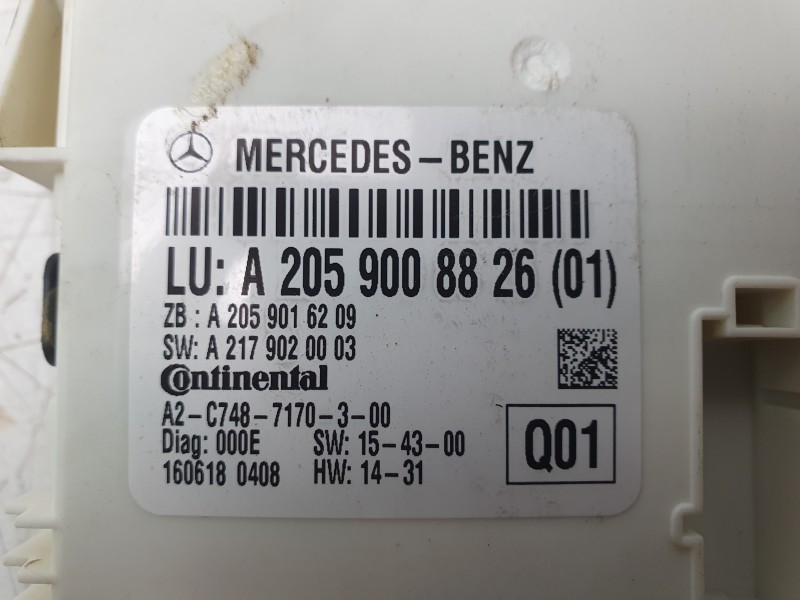 MERCEDES-BENZ
LU: A 205 900 88 26 (01)
ZB : A 205 901 62 09
SW: A 217 902 00 03
Continental
A2-C748-7170-3-00
Diag: 000E SW: 15-43-00
160618 0408 HW: 14-31
Q01